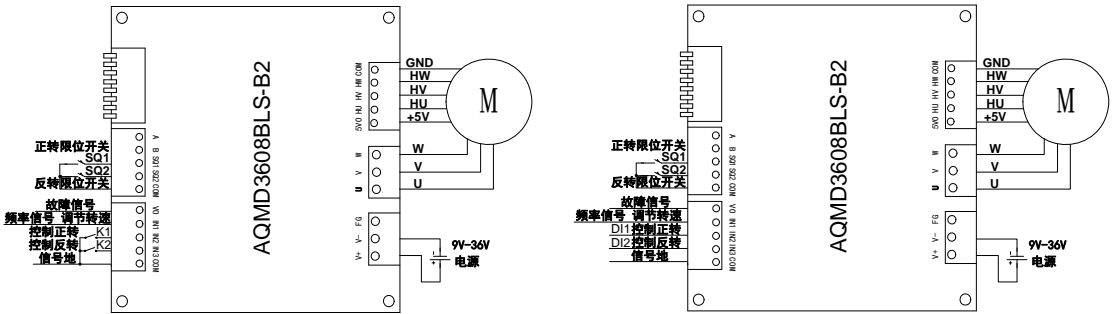 AQMD3608BLS-B2
COM
HW
HV
HU
5V0
GND
HW
HV
HU
+5V
M
A
B
SQ1
SQ2
COM
正转限位开关
SQ1
SQ2
反转限位开关
W
V
U
W
V
U
VO
IN1
IN2
IN3
COM
故障信号
频率信号 调节转速
控制正转 K1
控制反转 K2
信号地
FG
V-
V+
9V-36V
电源
AQMD3608BLS-B2
COM
HW
HV
HU
5V0
GND
HW
HV
HU
+5V
M
A
B
SQ1
SQ2
COM
正转限位开关
SQ1
SQ2
反转限位开关
W
V
U
W
V
U
VO
IN1
IN2
IN3
COM
故障信号
频率信号 调节转速
DI1控制正转
DI2控制反转
信号地
FG
V-
V+
9V-36V
电源